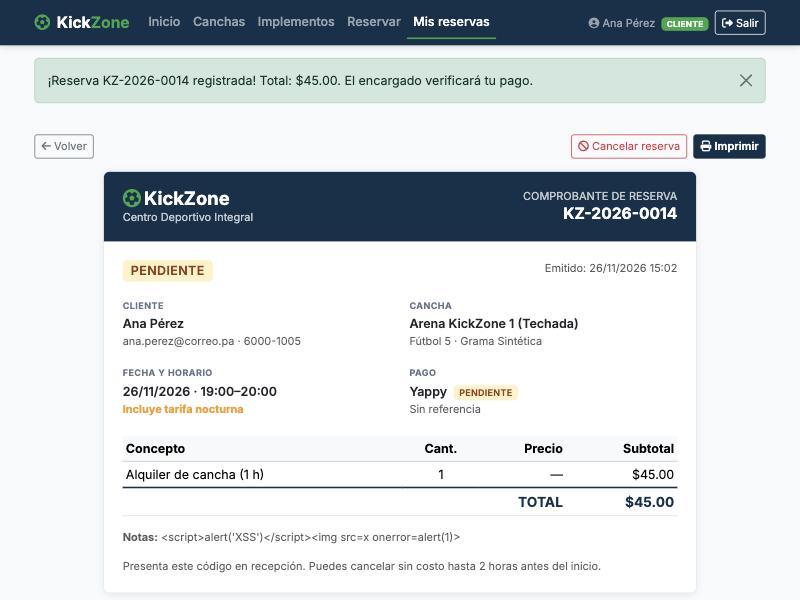 KickZone Inicio Canchas Implementos Reservar Mis reservas Ana Pérez CLIENTE Salir
¡Reserva KZ-2026-0014 registrada! Total: $45.00. El encargado verificará tu pago.
Volver Cancelar reserva Imprimir
KickZone
Centro Deportivo Integral
COMPROBANTE DE RESERVA
KZ-2026-0014
PENDIENTE
Emitido: 26/11/2026 15:02
CLIENTE
Ana Pérez
ana.perez@correo.pa · 6000-1005
CANCHA
Arena KickZone 1 (Techada)
Fútbol 5 · Grama Sintética
FECHA Y HORARIO
26/11/2026 · 19:00–20:00
Incluye tarifa nocturna
PAGO
Yappy PENDIENTE
Sin referencia
Concepto Cant. Precio Subtotal
Alquiler de cancha (1 h) 1 — $45.00
TOTAL $45.00
Notas: <script>alert('XSS')</script><img src=x onerror=alert(1)>
Presenta este código en recepción. Puedes cancelar sin costo hasta 2 horas antes del inicio.